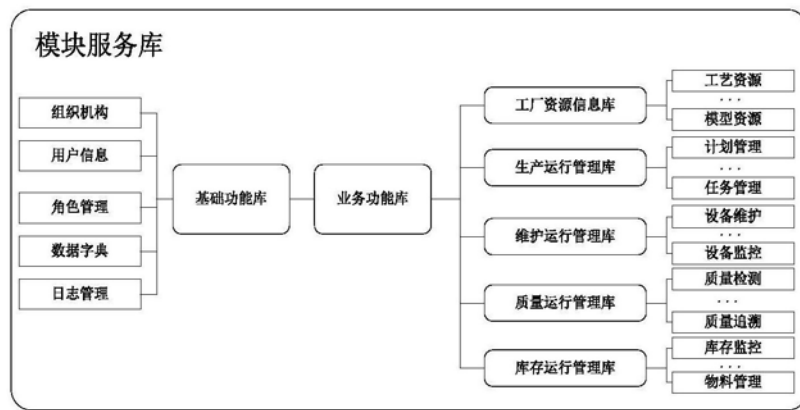 模块服务库
组织机构
用户信息
角色管理
数据字典
日志管理
基础功能库
业务功能库
工厂资源信息库
工艺资源
...
模型资源
生产运行管理库
计划管理
...
任务管理
维护运行管理库
设备维护
...
设备监控
质量运行管理库
质量检测
...
质量追溯
库存运行管理库
库存监控
...
物料管理